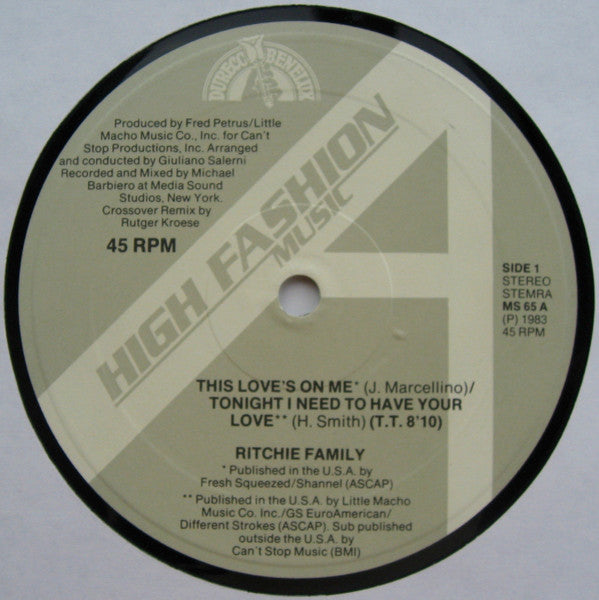 DURECO BENELUX
Produced by Fred Petrus/Little
Macho Music Co., Inc. for Can't
Stop Productions, Inc. Arranged
and conducted by Giuliano Salerni
Recorded and Mixed by Michael
Barbiero at Media Sound
Studios, New York.
Crossover Remix by
Rutger Kroese
45 RPM
HIGH FASHION
MUSIC
SIDE 1
STEREO
STEMRA
MS 65 A
(P) 1983
45 RPM
THIS LOVE'S ON ME* (J. Marcellino)/
TONIGHT I NEED TO HAVE YOUR
LOVE** (H. Smith) (T.T. 8'10)
RITCHIE FAMILY
* Published in the U.S.A. by
Fresh Squeezed/Shannel (ASCAP)
** Published in the U.S.A. by Little Macho
Music Co. Inc./GS EuroAmerican/
Different Strokes (ASCAP). Sub published
outside the U.S.A. by
Can't Stop Music (BMI)